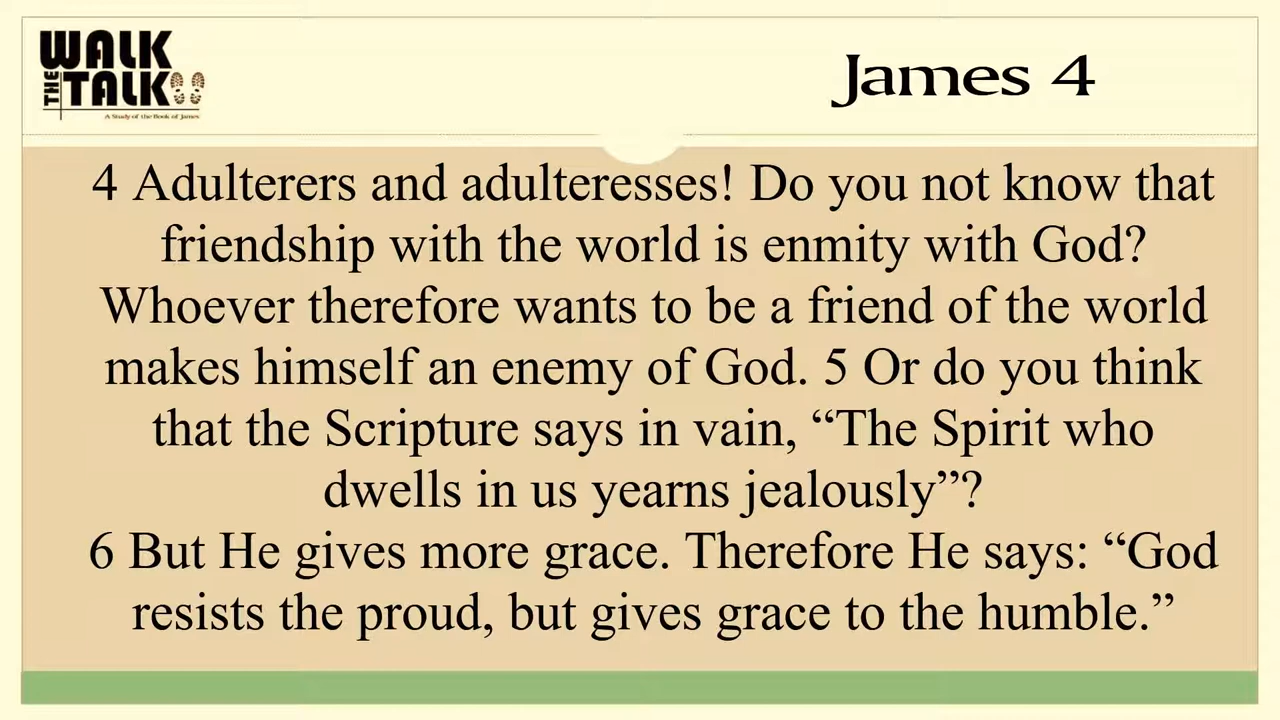 WALK
THE TALK
A Study of the Book of James
James 4
4 Adulterers and adulteresses! Do you not know that
friendship with the world is enmity with God?
Whoever therefore wants to be a friend of the world
makes himself an enemy of God. 5 Or do you think
that the Scripture says in vain, “The Spirit who
dwells in us yearns jealously”?
6 But He gives more grace. Therefore He says: “God
resists the proud, but gives grace to the humble.”